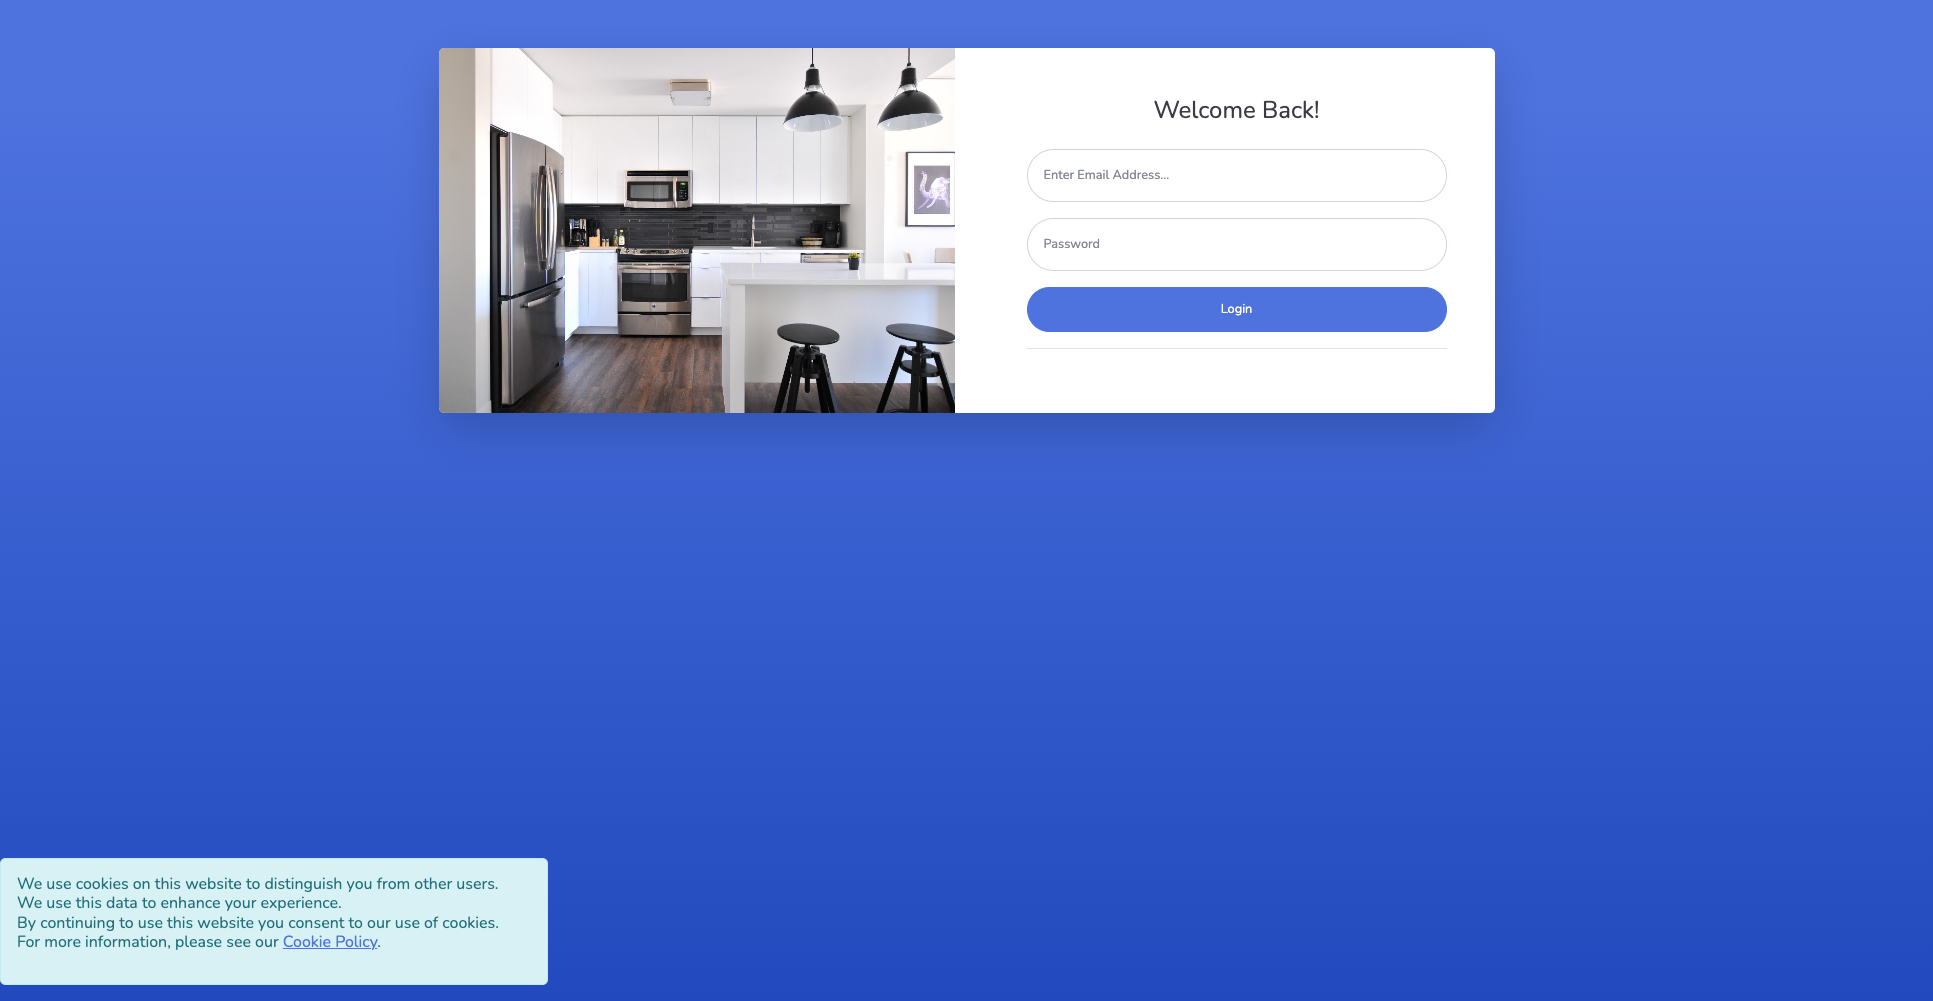 Welcome Back!
Enter Email Address...
Password
Login
We use cookies on this website to distinguish you from other users.
We use this data to enhance your experience.
By continuing to use this website you consent to our use of cookies.
For more information, please see our Cookie Policy.